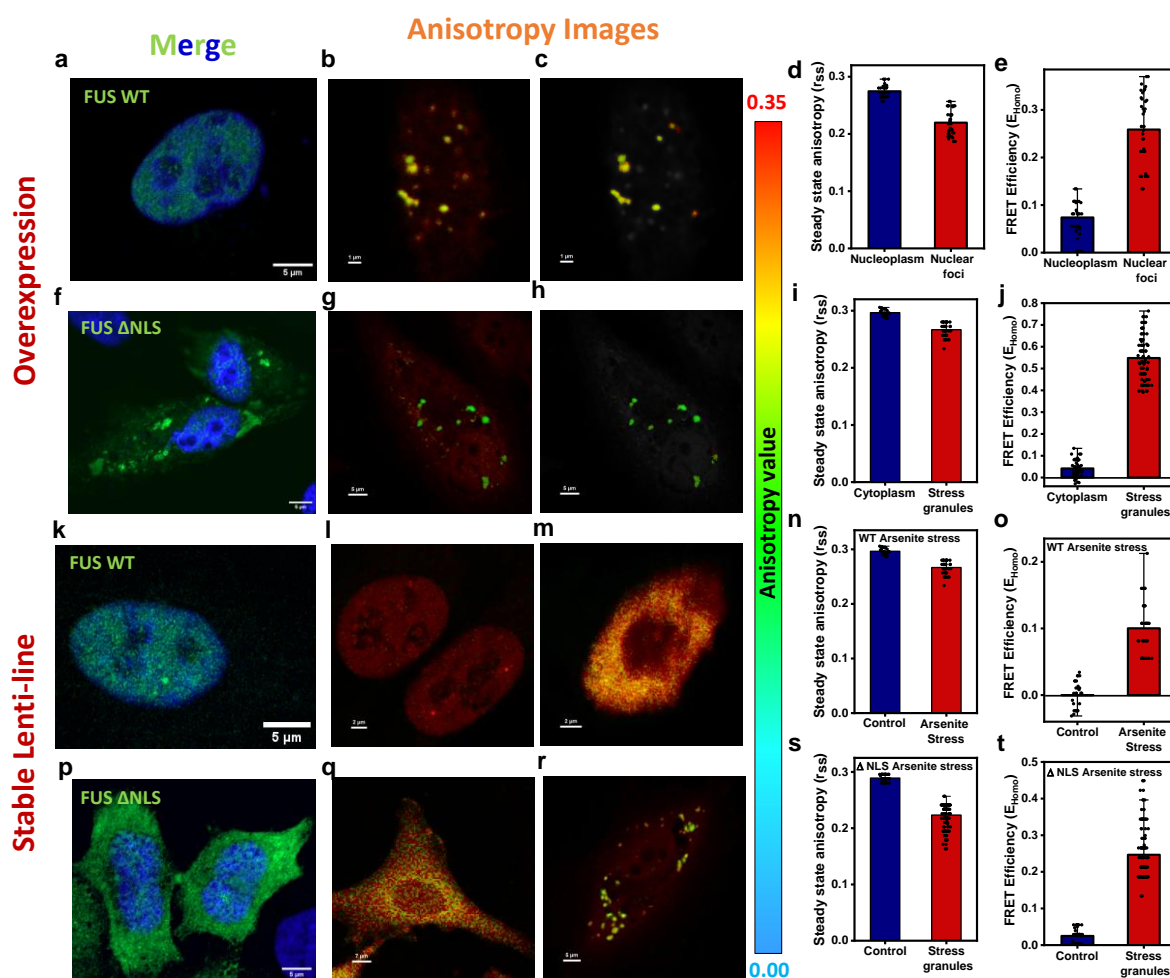 Merge
Anisotropy Images
Overexpression
Stable Lenti-line
a
FUS WT
5 µm
b
1 µm
c
1 µm
0.35
Anisotropy value
0.00
d
Steady state anisotropy (rss)
0.3
0.2
0.1
0.0
Nucleoplasm
Nuclear
foci
e
FRET Efficiency (EHomo)
0.3
0.2
0.1
0.0
Nucleoplasm
Nuclear
foci
f
FUS ΔNLS
5 µm
g
5 µm
h
5 µm
i
Steady state anisotropy (rss)
0.3
0.2
0.1
0.0
Cytoplasm
Stress
granules
j
FRET Efficiency (EHomo)
0.8
0.7
0.6
0.5
0.4
0.3
0.2
0.1
0.0
Cytoplasm
Stress
granules
k
FUS WT
5 µm
l
2 µm
m
2 µm
n
Steady state anisotropy (rss)
WT Arsenite stress
0.3
0.2
0.1
0.0
Control
Arsenite
Stress
o
FRET Efficiency (EHomo)
WT Arsenite stress
0.2
0.1
0.0
Control
Arsenite
Stress
p
FUS ΔNLS
5 µm
q
7 µm
r
5 µm
s
Steady state anisotropy (rss)
Δ NLS Arsenite stress
0.3
0.2
0.1
0.0
Control
Stress
granules
t
FRET Efficiency (EHomo)
Δ NLS Arsenite stress
0.5
0.4
0.3
0.2
0.1
0.0
Control
Stress
granules